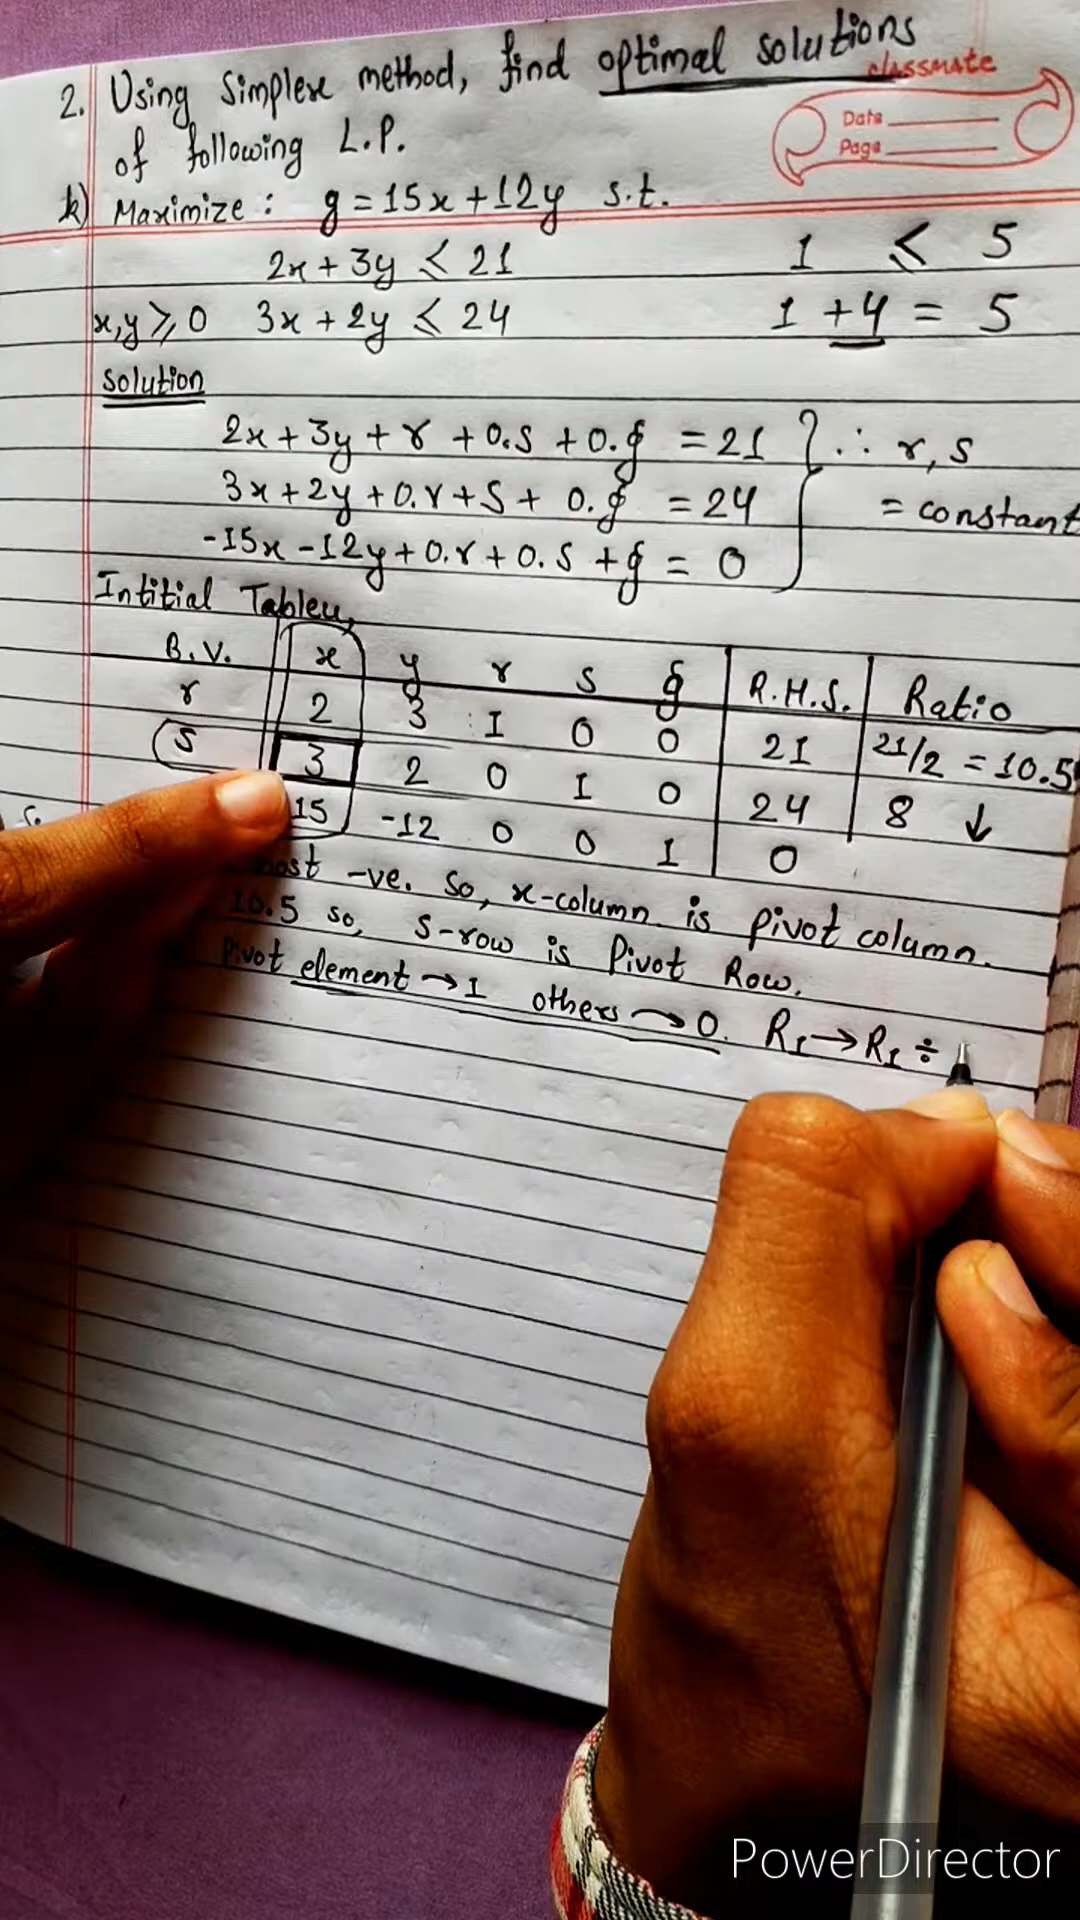 2. Using Simplex method, find optimal solutions
classmate
Date
Page
of following L.P.
k) Maximize : g = 15x + 12y s.t.
2x + 3y ≤ 21 1 ≤ 5
x,y ≥ 0 3x + 2y ≤ 24 1 + 4 = 5
Solution
2x + 3y + r + 0.s + 0.g = 21 } ∴ r, s
3x + 2y + 0.r + s + 0.g = 24 = constant
-15x - 12y + 0.r + 0.s + g = 0
Intitial Tableu,
B.V. x y r s g R.H.S. Ratio
r 2 3 1 0 0 21 21/2 = 10.5
s 3 2 0 1 0 24 8 ↓
15 -12 0 0 1 0
most -ve. so, x-column is pivot column.
10.5 so, s-row is Pivot Row.
Pivot element → 1 others → 0. R1 → R1 ÷
PowerDirector